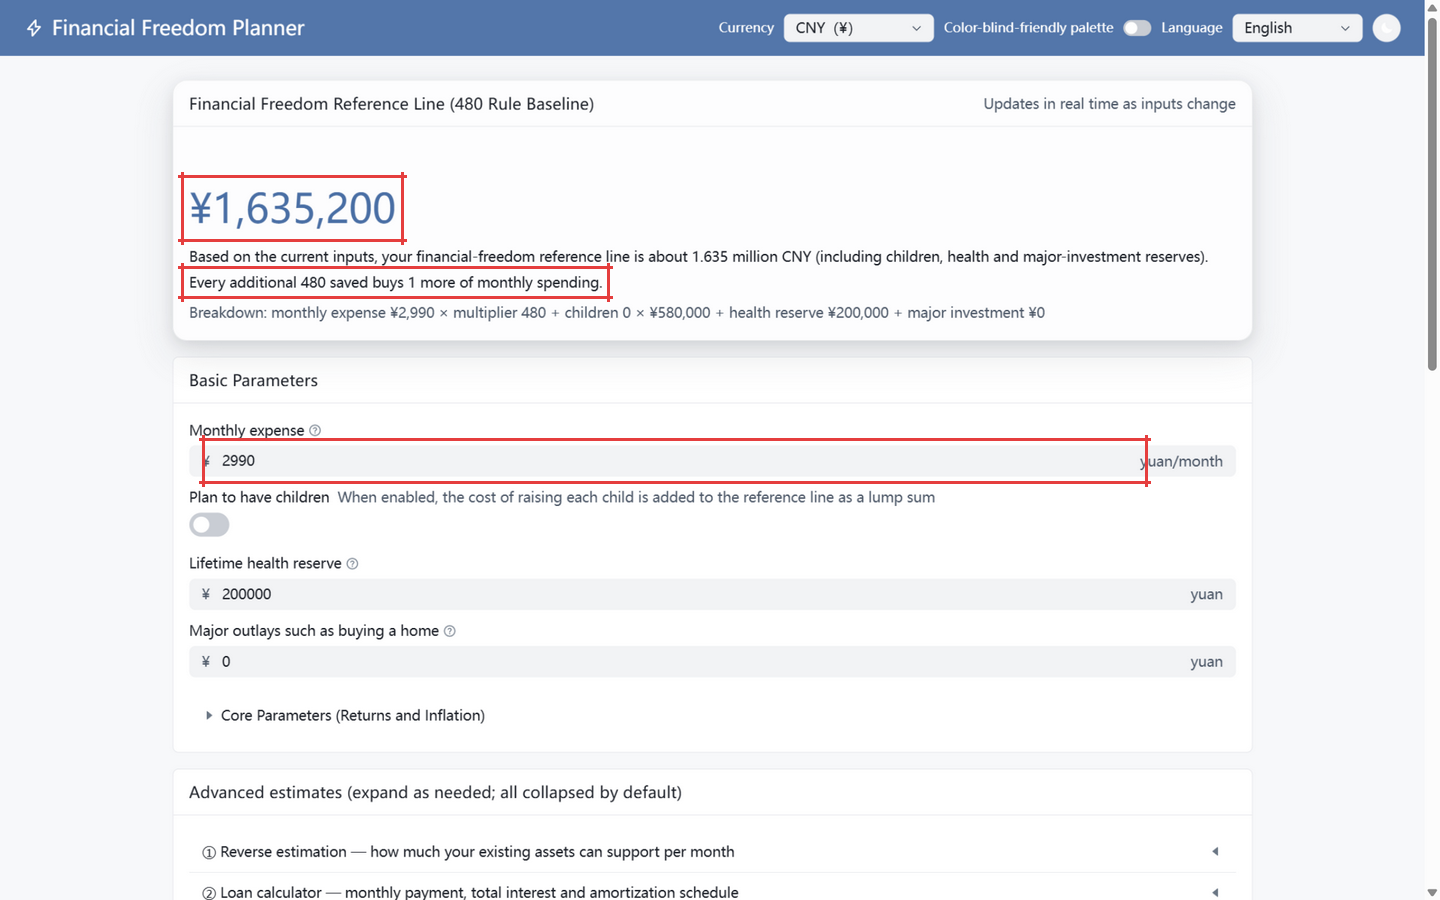 Financial Freedom Planner
Currency
CNY (¥)
Color-blind-friendly palette
Language
English
Financial Freedom Reference Line (480 Rule Baseline)
Updates in real time as inputs change
¥1,635,200
Based on the current inputs, your financial-freedom reference line is about 1.635 million CNY (including children, health and major-investment reserves).
Every additional 480 saved buys 1 more of monthly spending.
Breakdown: monthly expense ¥2,990 × multiplier 480 + children 0 × ¥580,000 + health reserve ¥200,000 + major investment ¥0
Basic Parameters
Monthly expense
¥ 2990 yuan/month
Plan to have children When enabled, the cost of raising each child is added to the reference line as a lump sum
Lifetime health reserve
¥ 200000 yuan
Major outlays such as buying a home
¥ 0 yuan
Core Parameters (Returns and Inflation)
Advanced estimates (expand as needed; all collapsed by default)
① Reverse estimation — how much your existing assets can support per month
② Loan calculator — monthly payment, total interest and amortization schedule